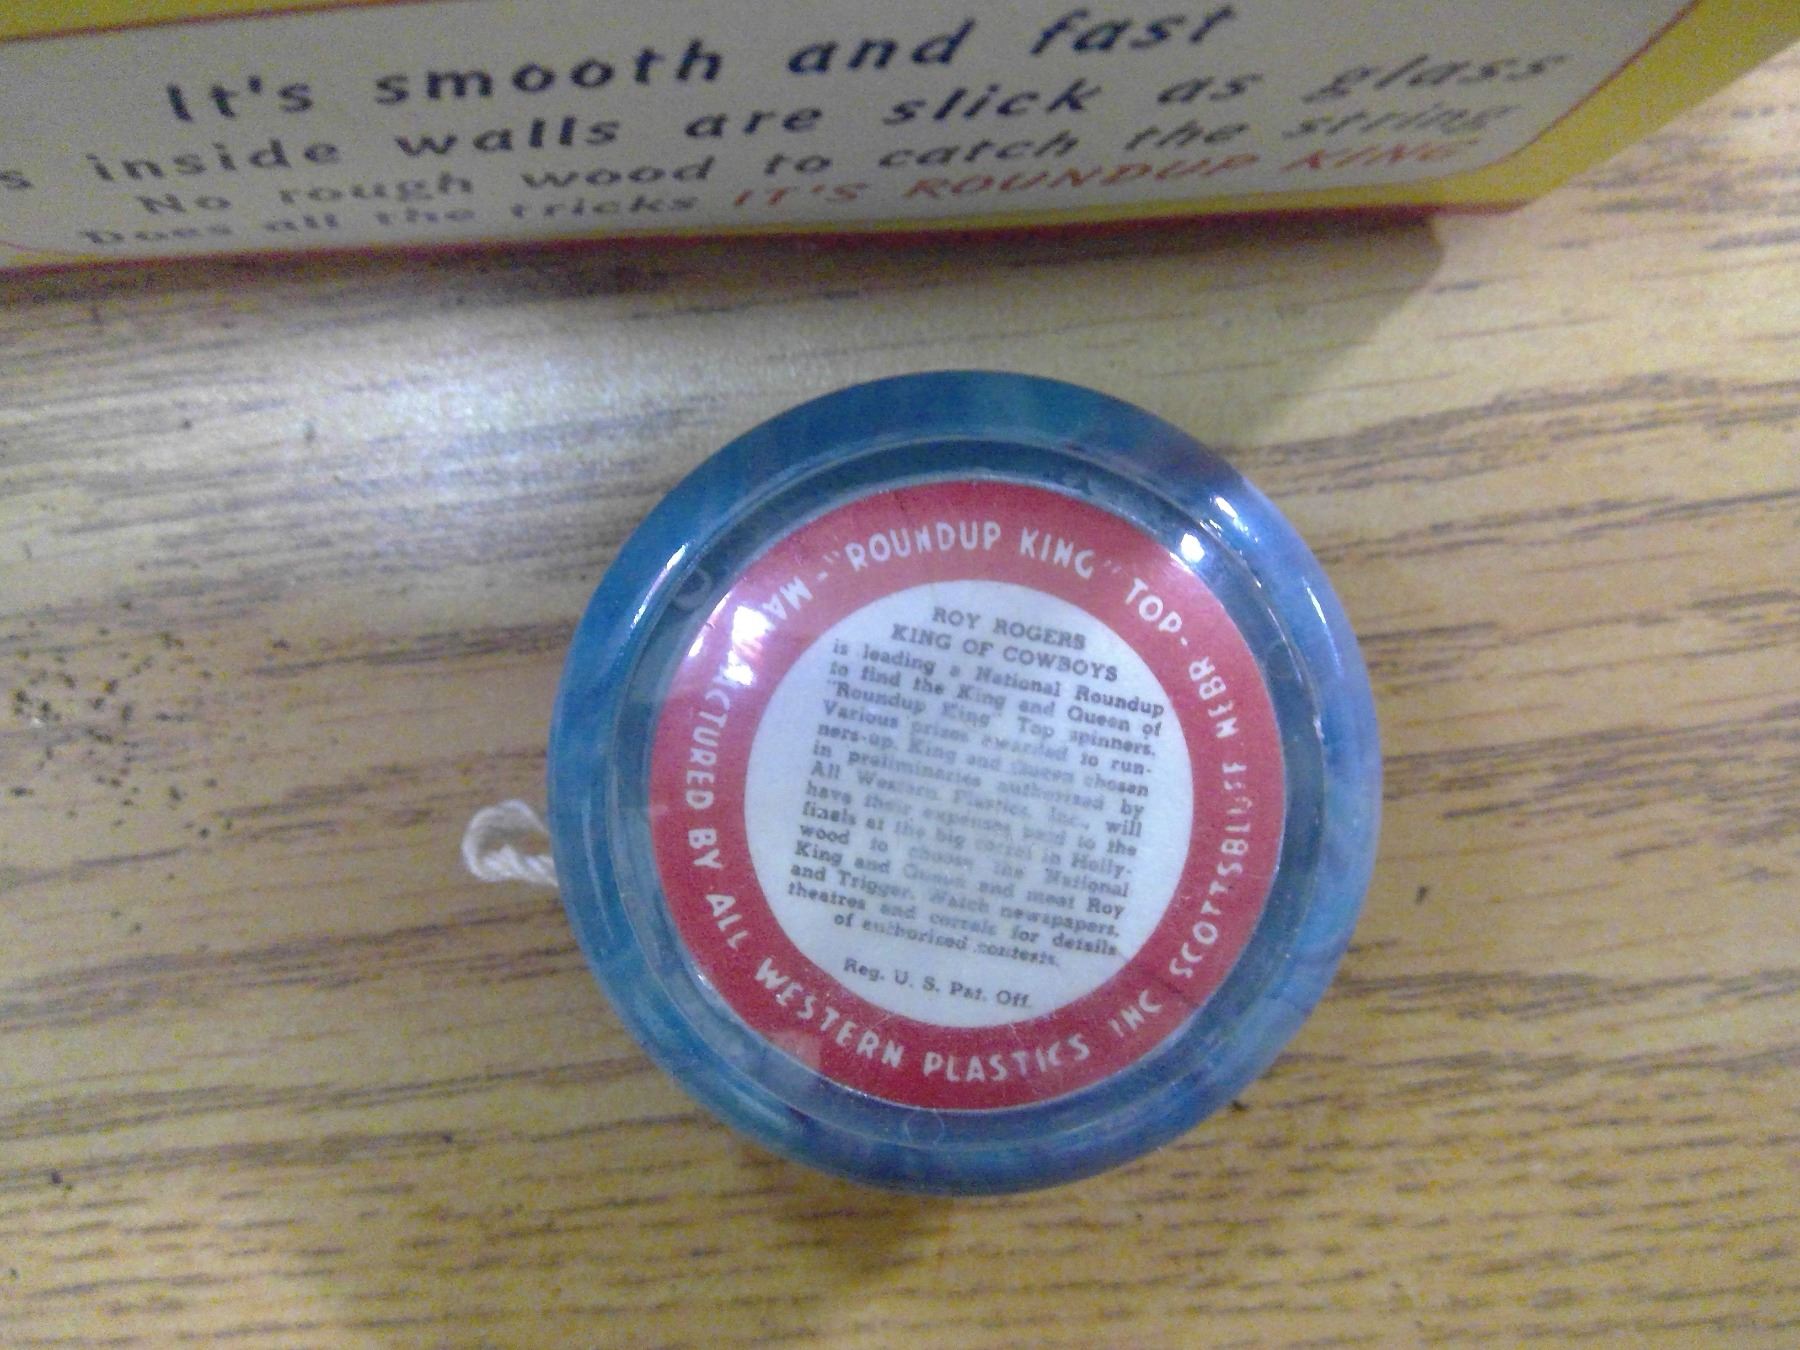 It's smooth and fast
s inside walls are slick as glass
No rough wood to catch the string
Does all the tricks IT'S ROUNDUP KING
"ROUNDUP KING" TOP-
MANUFACTURED BY ALL WESTERN PLASTICS INC SCOTTSBLUFF NEBR-
ROY ROGERS
KING OF COWBOYS
is leading a National Roundup
to find the King and Queen of
"Roundup King" Top spinners.
Various prizes awarded to run-
ners-up. King and Queen chosen
in preliminaries authorized by
All Western Plastics, Inc., will
have their expenses paid to the
finals at the big corral in Holly-
wood to choose the National
King and Queen and meet Roy
and Trigger. Watch newspapers,
theatres and corrals for details
of authorized contests.
Reg. U. S. Pat. Off.